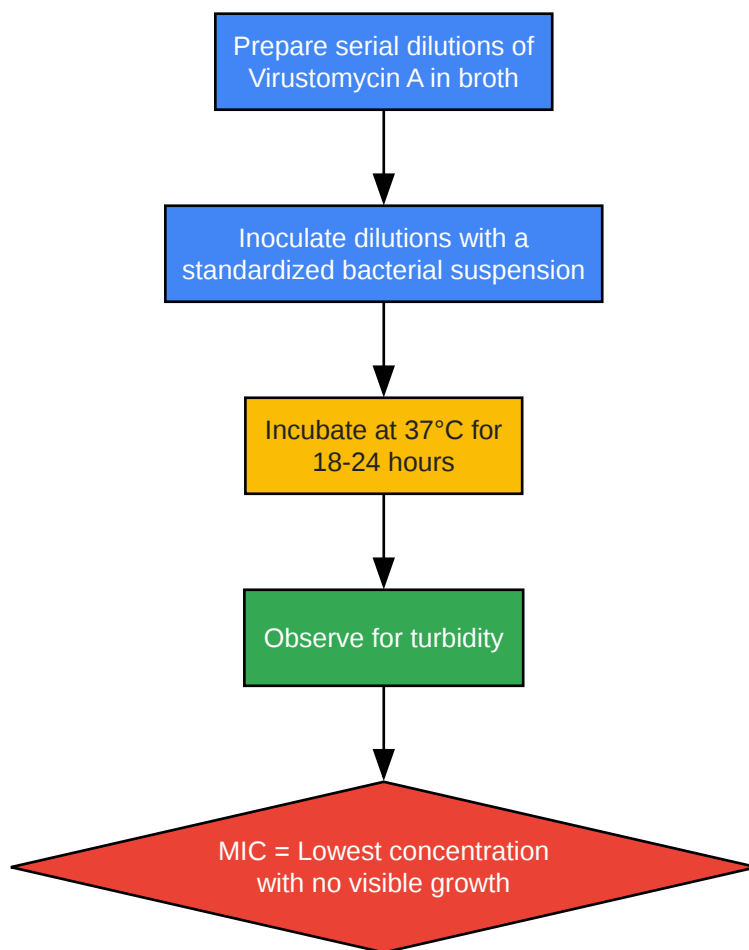 Prepare serial dilutions of
Virustomycin A in broth
Inoculate dilutions with a
standardized bacterial suspension
Incubate at 37°C for
18-24 hours
Observe for turbidity
MIC = Lowest concentration
with no visible growth